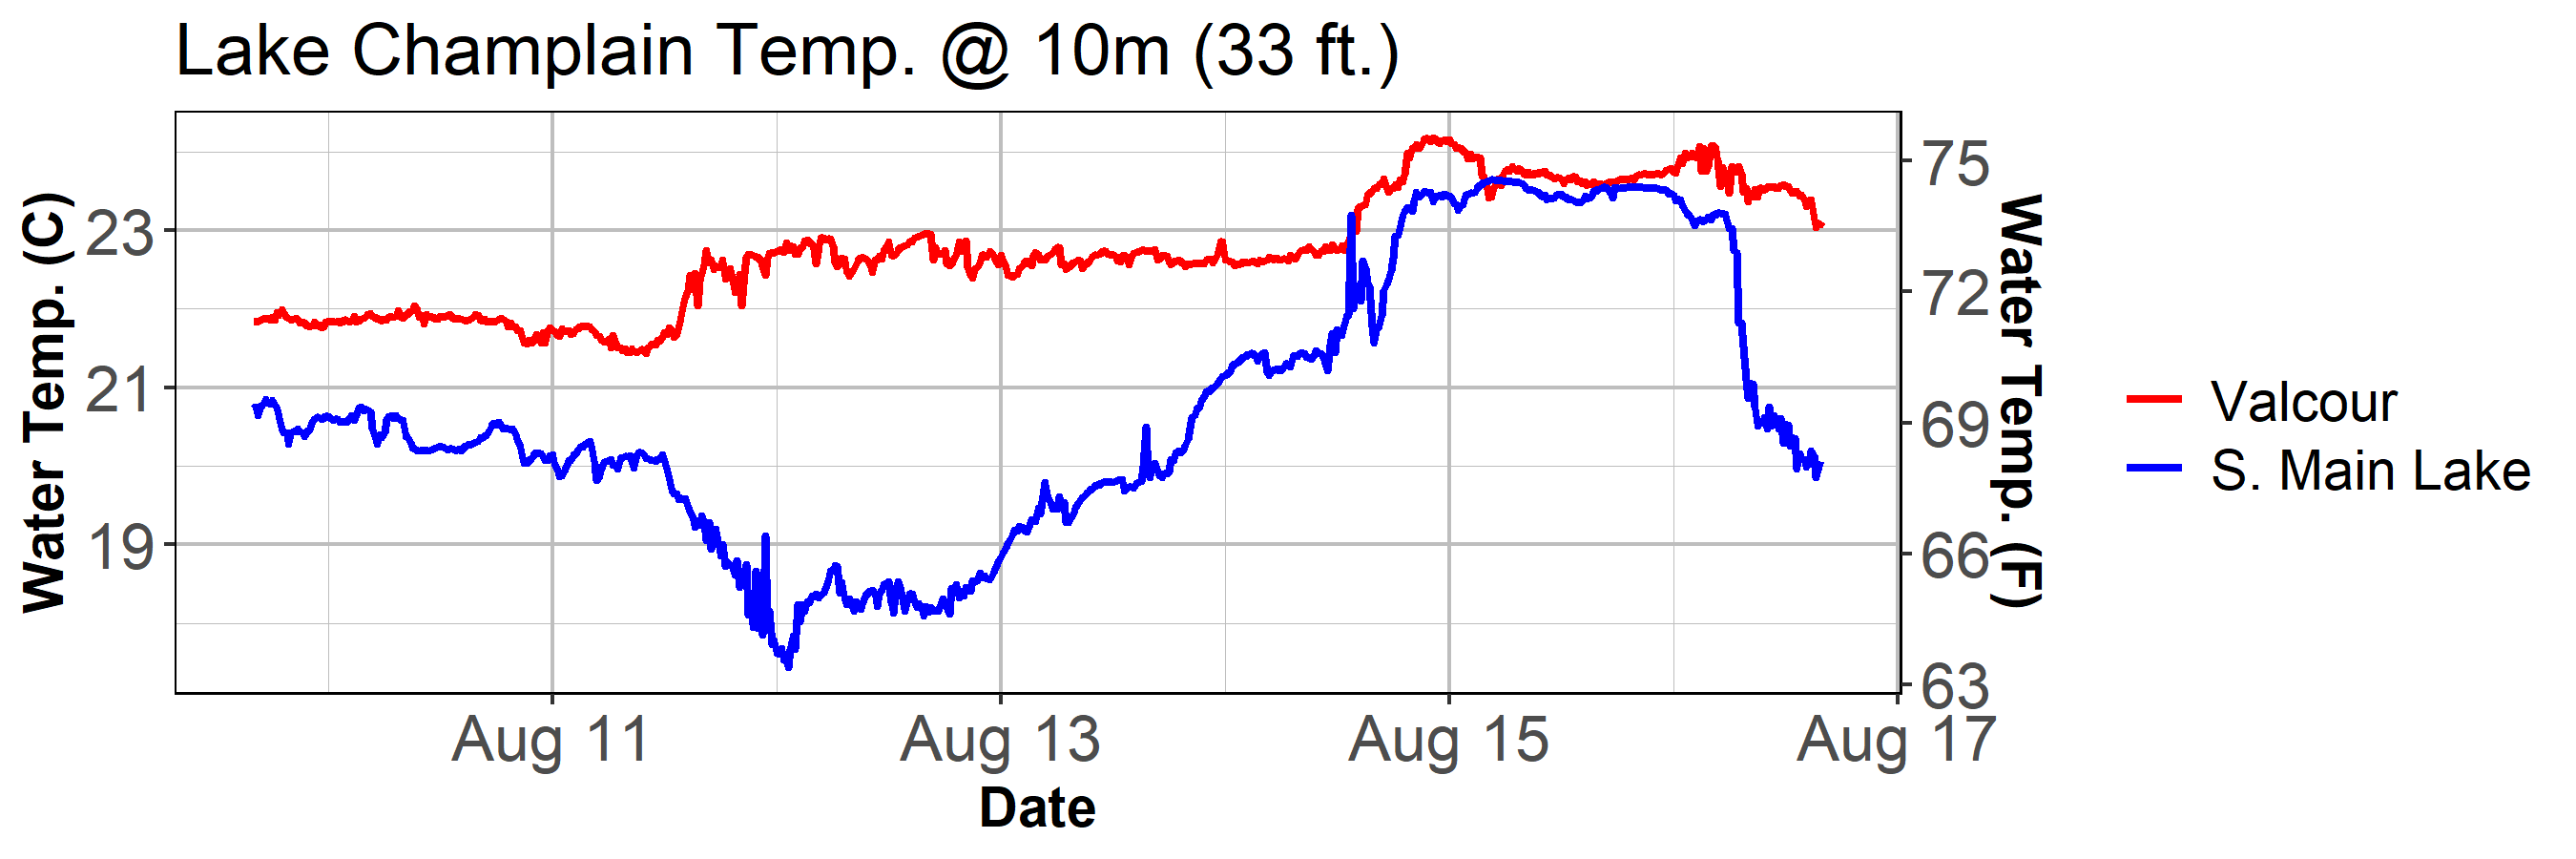 Lake Champlain Temp. @ 10m (33 ft.)
Water Temp. (C)
23
21
19
75
72
69
66
63
Water Temp. (F)
Aug 11
Aug 13
Aug 15
Aug 17
Date
Valcour
S. Main Lake